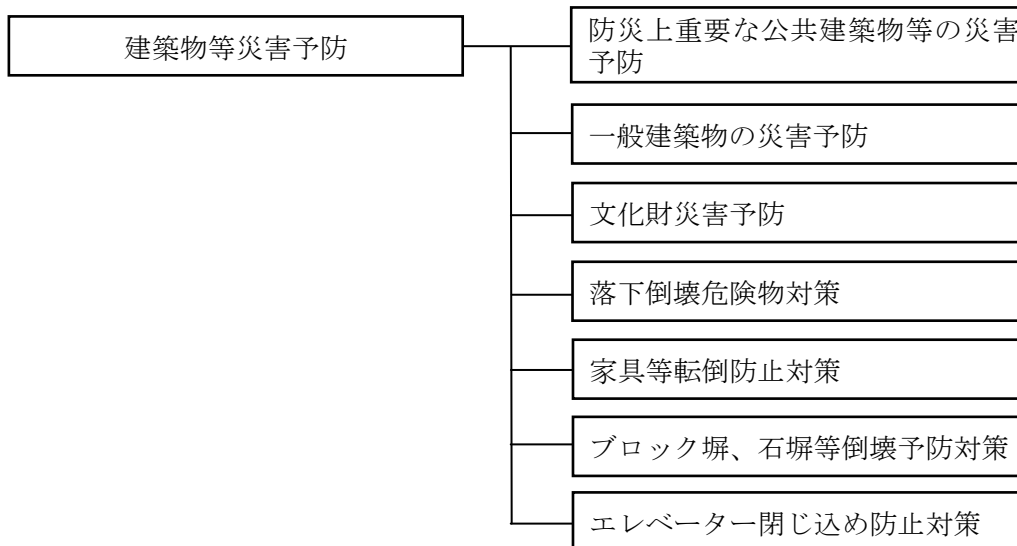 建築物等災害予防
防災上重要な公共建築物等の災害
予防
一般建築物の災害予防
文化財災害予防
落下倒壊危険物対策
家具等転倒防止対策
ブロック塀、石塀等倒壊予防対策
エレベーター閉じ込め防止対策